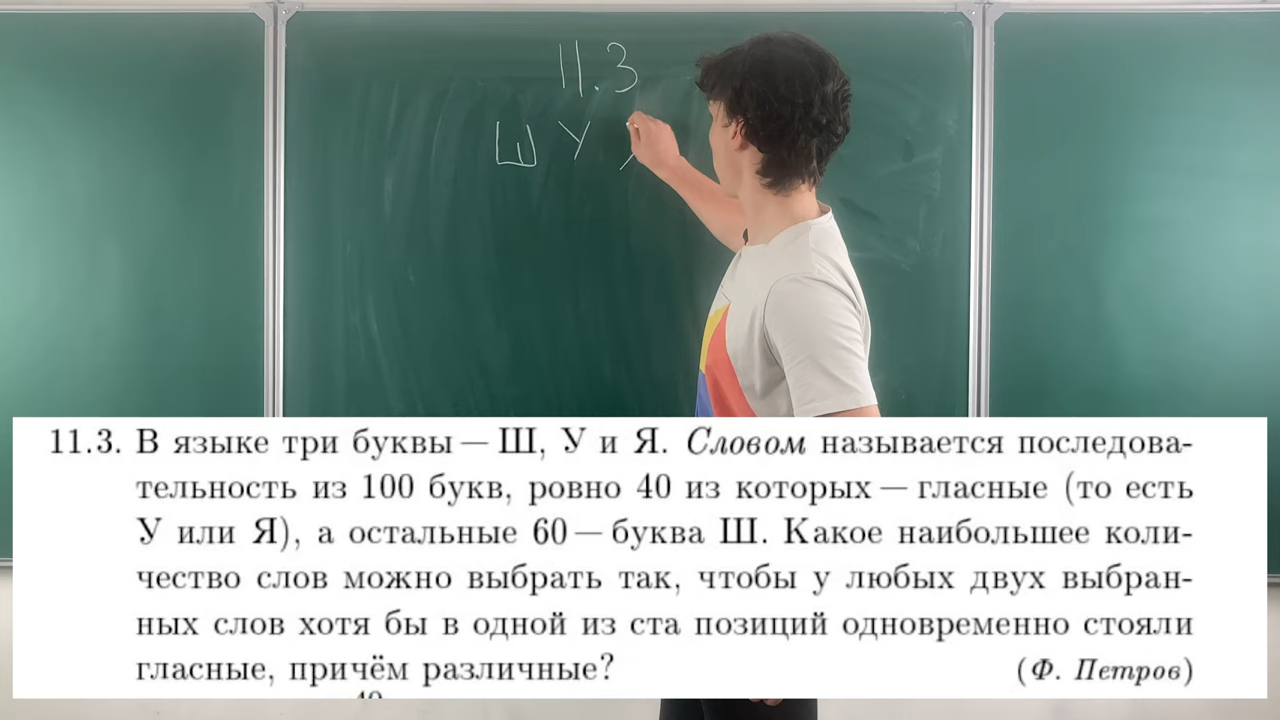 11.3
Ш У
11.3. В языке три буквы — Ш, У и Я. Словом называется последова-
тельность из 100 букв, ровно 40 из которых — гласные (то есть
У или Я), а остальные 60 — буква Ш. Какое наибольшее коли-
чество слов можно выбрать так, чтобы у любых двух выбран-
ных слов хотя бы в одной из ста позиций одновременно стояли
гласные, причём различные? (Ф. Петров)